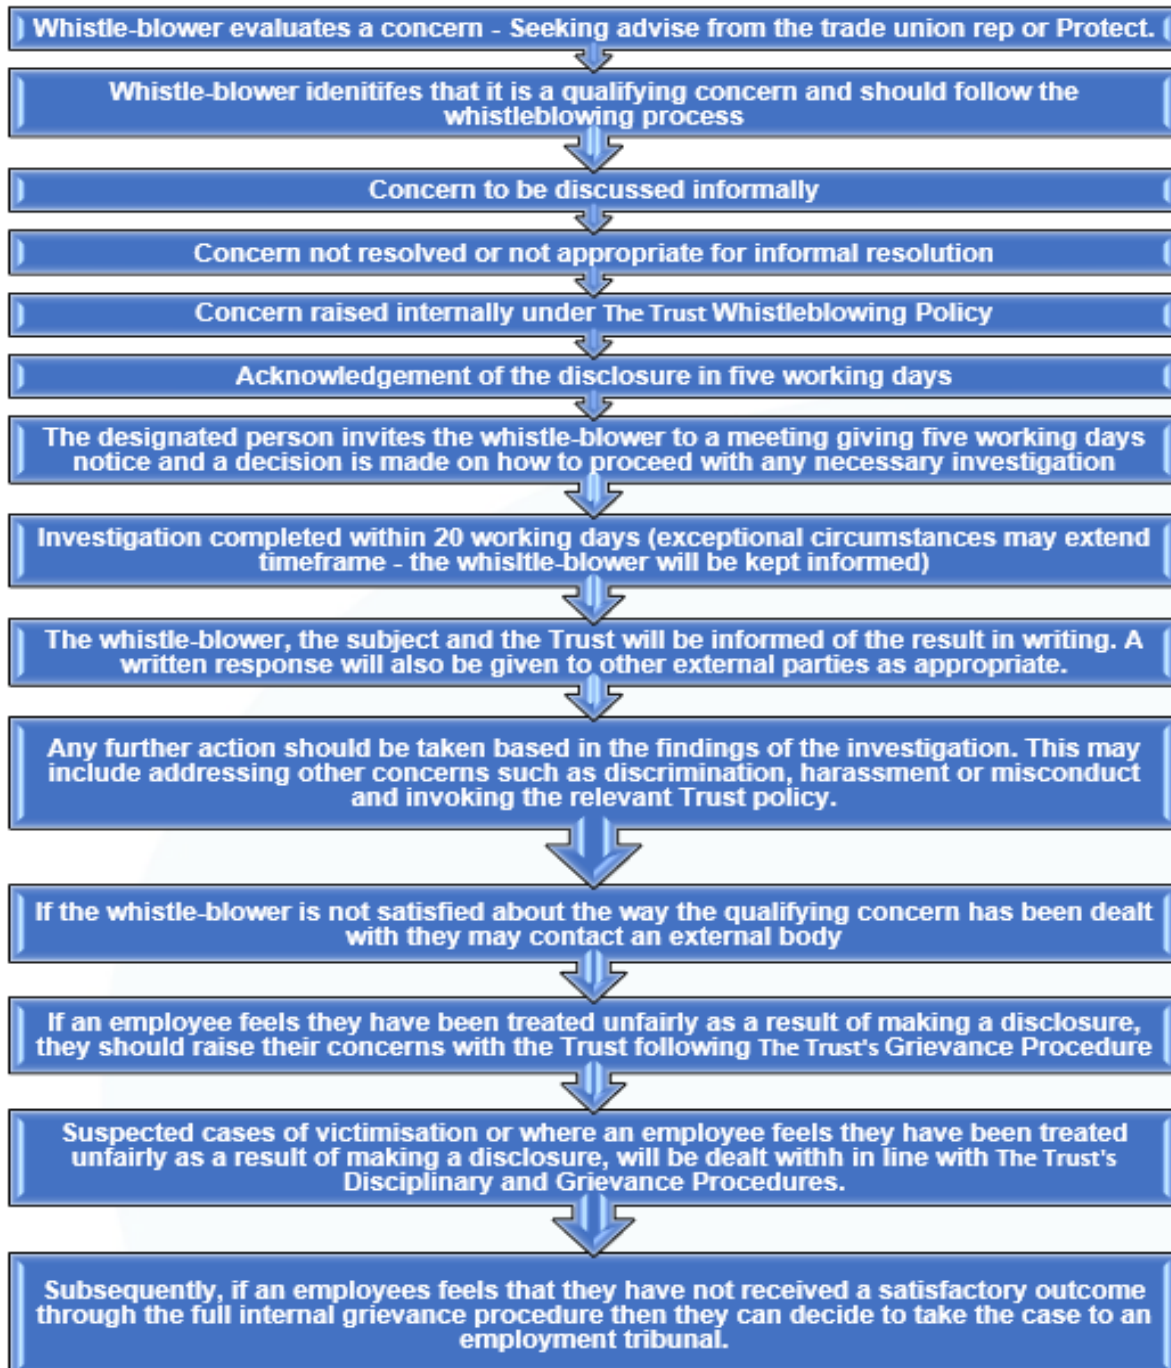 Whistle-blower evaluates a concern - Seeking advise from the trade union rep or Protect.
Whistle-blower idenitifes that it is a qualifying concern and should follow the
whistleblowing process
Concern to be discussed informally
Concern not resolved or not appropriate for informal resolution
Concern raised internally under The Trust Whistleblowing Policy
Acknowledgement of the disclosure in five working days
The designated person invites the whistle-blower to a meeting giving five working days
notice and a decision is made on how to proceed with any necessary investigation
Investigation completed within 20 working days (exceptional circumstances may extend
timeframe - the whisltle-blower will be kept informed)
The whistle-blower, the subject and the Trust will be informed of the result in writing. A
written response will also be given to other external parties as appropriate.
Any further action should be taken based in the findings of the investigation. This may
include addressing other concerns such as discrimination, harassment or misconduct
and invoking the relevant Trust policy.
If the whistle-blower is not satisfied about the way the qualifying concern has been dealt
with they may contact an external body
If an employee feels they have been treated unfairly as a result of making a disclosure,
they should raise their concerns with the Trust following The Trust's Grievance Procedure
Suspected cases of victimisation or where an employee feels they have been treated
unfairly as a result of making a disclosure, will be dealt withh in line with The Trust's
Disciplinary and Grievance Procedures.
Subsequently, if an employees feels that they have not received a satisfactory outcome
through the full internal grievance procedure then they can decide to take the case to an
employment tribunal.